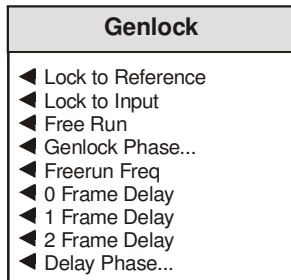 Genlock
◀ Lock to Reference
◀ Lock to Input
◀ Free Run
◀ Genlock Phase...
◀ Freerun Freq
◀ 0 Frame Delay
◀ 1 Frame Delay
◀ 2 Frame Delay
◀ Delay Phase...